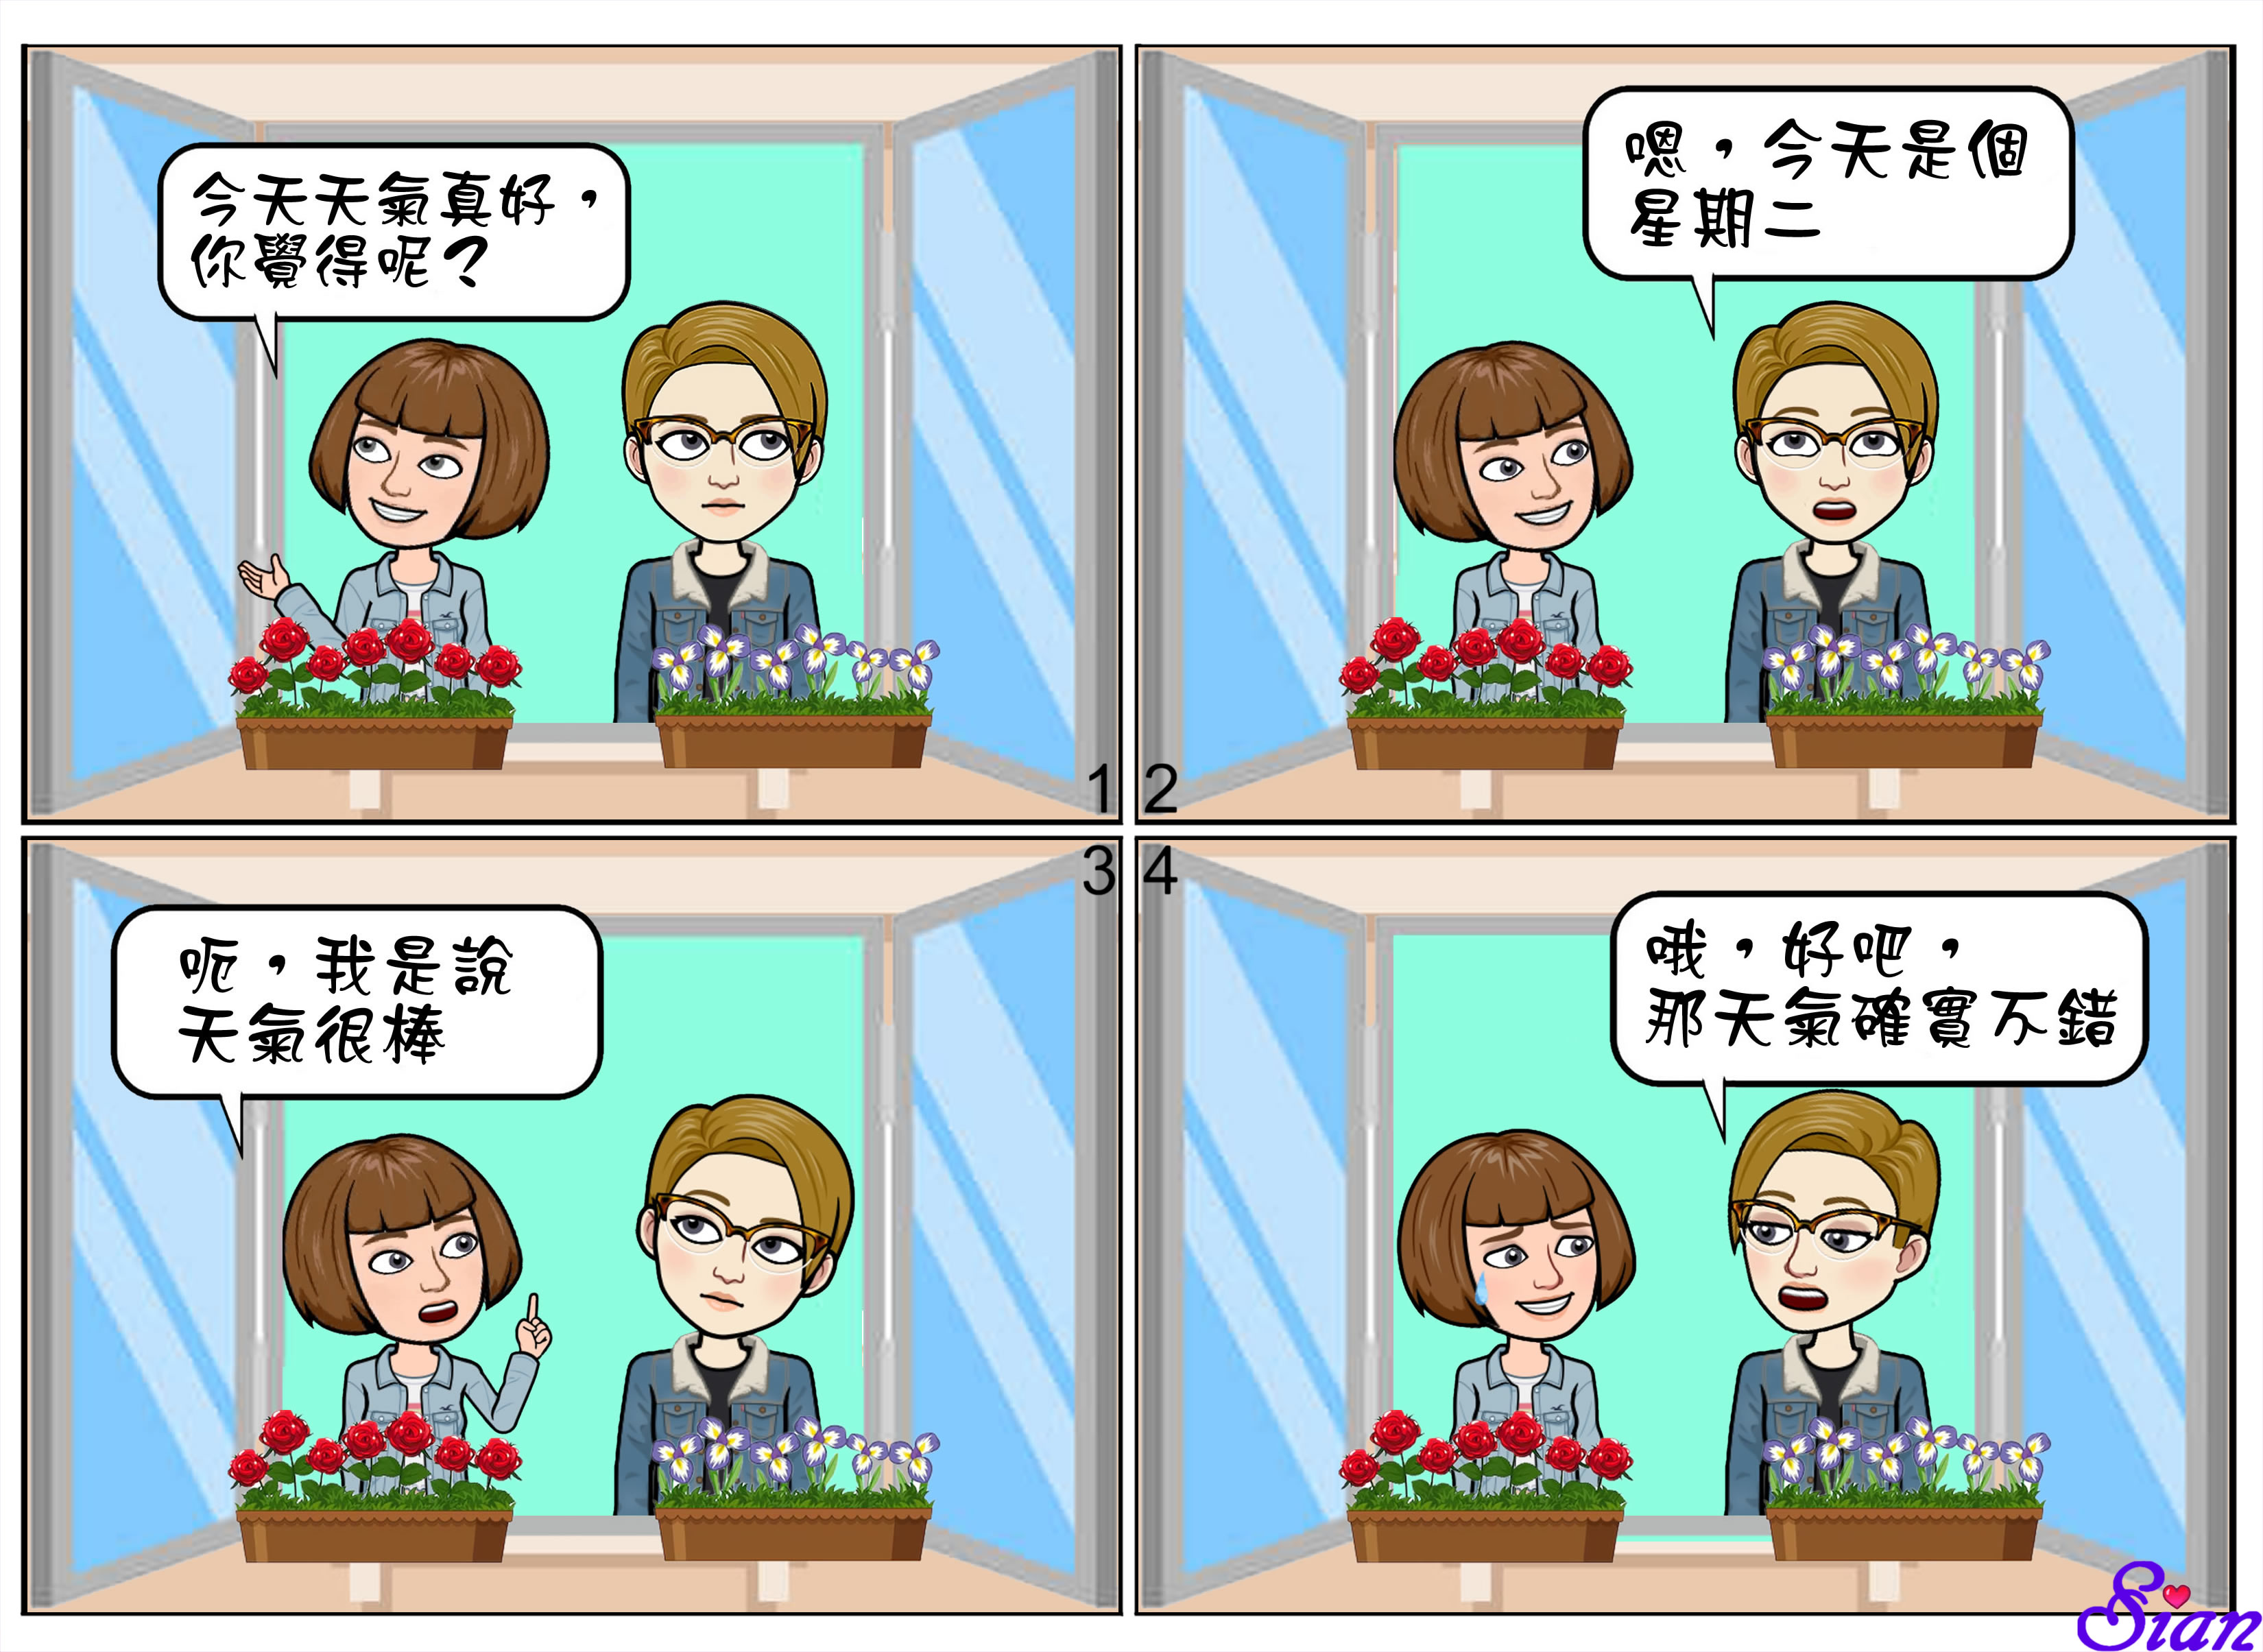 今天天氣真好，
你覺得呢？
1
嗯，今天是個
星期二
2
呃，我是說
天氣很棒
3
哦，好吧，
那天氣確實不錯
4
Sian